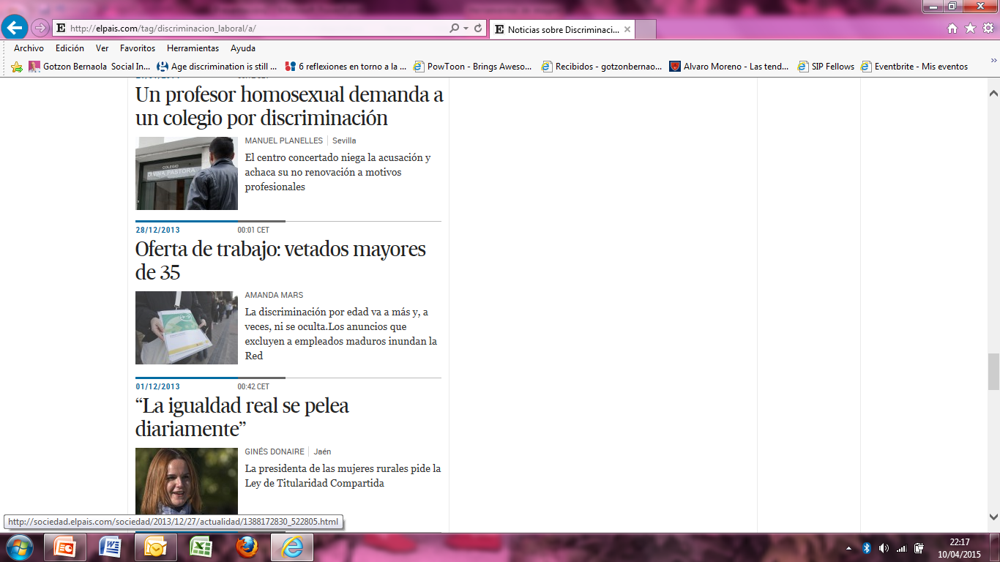 http://elpais.com/tag/discriminacion_laboral/a/
Noticias sobre Discriminaci...
Archivo Edición Ver Favoritos Herramientas Ayuda
Gotzon Bernaola Social In... Age discrimination is still ... 6 reflexiones en torno a la ... PowToon - Brings Aweso... Recibidos - gotzonbernao... Alvaro Moreno - Las tend... SIP Fellows Eventbrite - Mis eventos
Un profesor homosexual demanda a
un colegio por discriminación
COLEGIO
DIVINA PASTORA
MANUEL PLANELLES Sevilla
El centro concertado niega la acusación y
achaca su no renovación a motivos
profesionales
28/12/2013 00:01 CET
Oferta de trabajo: vetados mayores
de 35
AMANDA MARS
La discriminación por edad va a más y, a
veces, ni se oculta.Los anuncios que
excluyen a empleados maduros inundan la
Red
01/12/2013 00:42 CET
“La igualdad real se pelea
diariamente”
GINÉS DONAIRE Jaén
La presidenta de las mujeres rurales pide la
Ley de Titularidad Compartida
http://sociedad.elpais.com/sociedad/2013/12/27/actualidad/1388172830_522805.html
22:17
10/04/2015